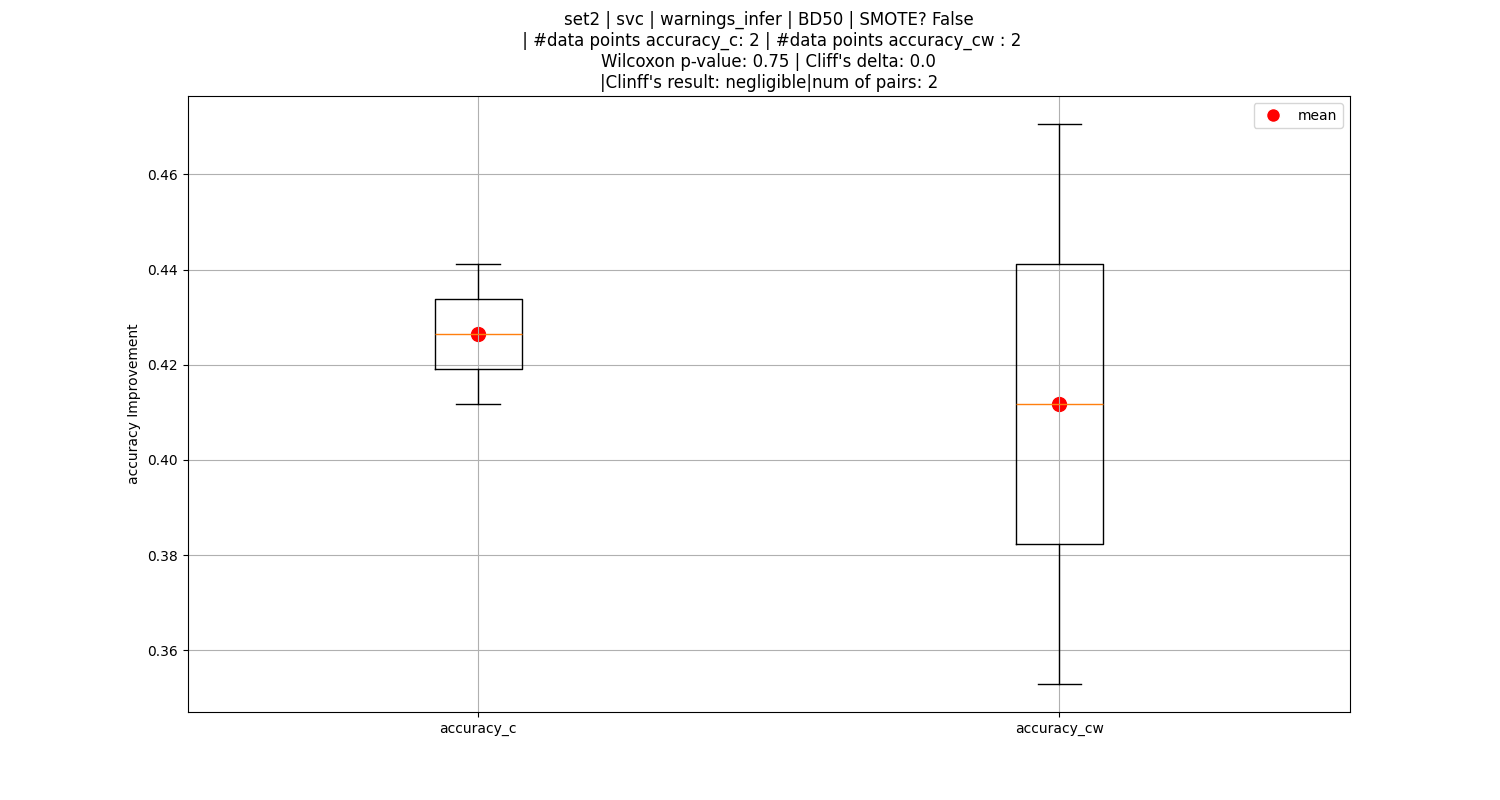 set2 | svc | warnings_infer | BD50 | SMOTE? False
| #data points accuracy_c: 2 | #data points accuracy_cw : 2
Wilcoxon p-value: 0.75 | Cliff's delta: 0.0
|Clinff's result: negligible|num of pairs: 2
mean
0.46
0.44
0.42
0.40
0.38
0.36
accuracy Improvement
accuracy_c
accuracy_cw